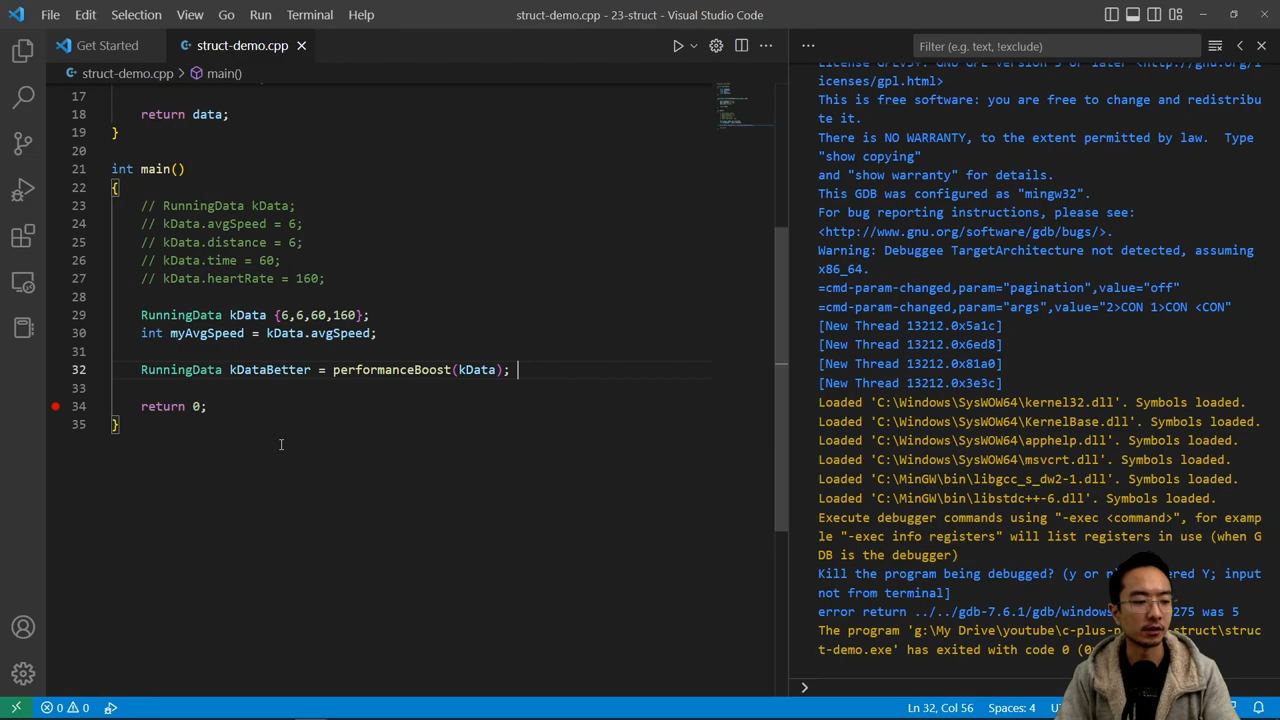 File Edit Selection View Go Run Terminal Help
struct-demo.cpp - 23-struct - Visual Studio Code
Get Started
struct-demo.cpp
Filter (e.g. text, !exclude)
struct-demo.cpp > main()
17
18 return data;
19 }
20
21 int main()
22 {
23 // RunningData kData;
24 // kData.avgSpeed = 6;
25 // kData.distance = 6;
26 // kData.time = 60;
27 // kData.heartRate = 160;
28
29 RunningData kData {6,6,60,160};
30 int myAvgSpeed = kData.avgSpeed;
31
32 RunningData kDataBetter = performanceBoost(kData);
33
34 return 0;
35 }
icenses/gpl.html>
This is free software: you are free to change and redistribu
te it.
There is NO WARRANTY, to the extent permitted by law. Type
"show copying"
and "show warranty" for details.
This GDB was configured as "mingw32".
For bug reporting instructions, please see:
<http://www.gnu.org/software/gdb/bugs/>.
Warning: Debuggee TargetArchitecture not detected, assuming
x86_64.
=cmd-param-changed,param="pagination",value="off"
=cmd-param-changed,param="args",value="2>CON 1>CON <CON"
[New Thread 13212.0x5a1c]
[New Thread 13212.0x6ed8]
[New Thread 13212.0x81a0]
[New Thread 13212.0x3e3c]
Loaded 'C:\Windows\SysWOW64\kernel32.dll'. Symbols loaded.
Loaded 'C:\Windows\SysWOW64\KernelBase.dll'. Symbols loaded.
Loaded 'C:\Windows\SysWOW64\apphelp.dll'. Symbols loaded.
Loaded 'C:\Windows\SysWOW64\msvcrt.dll'. Symbols loaded.
Loaded 'C:\MinGW\bin\libgcc_s_dw2-1.dll'. Symbols loaded.
Loaded 'C:\MinGW\bin\libstdc++-6.dll'. Symbols loaded.
Execute debugger commands using "-exec <command>", for examp
le "-exec info registers" will list registers in use (when G
DB is the debugger)
Kill the program being debugged? (y or ered Y; input
not from terminal]
error return ../../gdb-7.6.1/gdb/windows 275 was 5
The program 'g:\My Drive\youtube\c-plus- struct\struc
t-demo.exe' has exited with code 0
0 0
Ln 32, Col 56 Spaces: 4